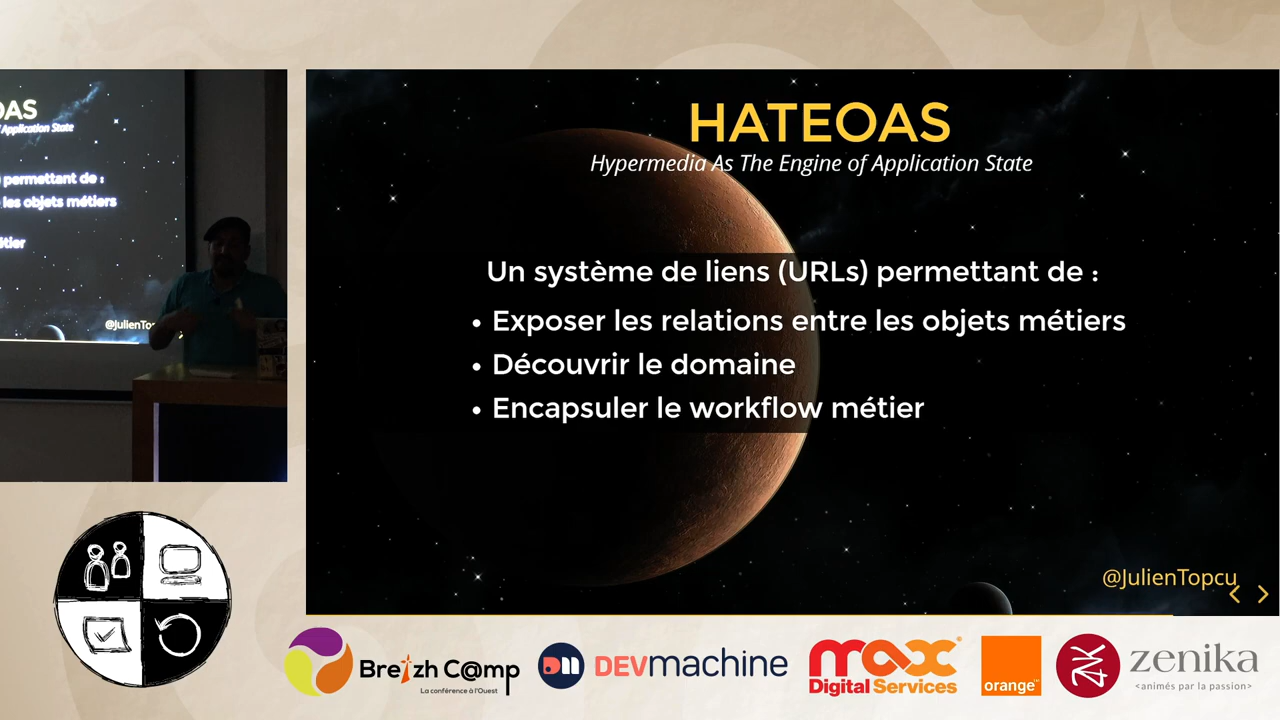 OAS
Application State
permettant de :
les objets métiers
@JulienTop
HATEOAS
Hypermedia As The Engine of Application State
Un système de liens (URLs) permettant de :
• Exposer les relations entre les objets métiers
• Découvrir le domaine
• Encapsuler le workflow métier
@JulienTopcu
Breizh C@mp
La conférence à l'Ouest
DEVmachine
max
Digital Services
orange
zenika
<animés par la passion>